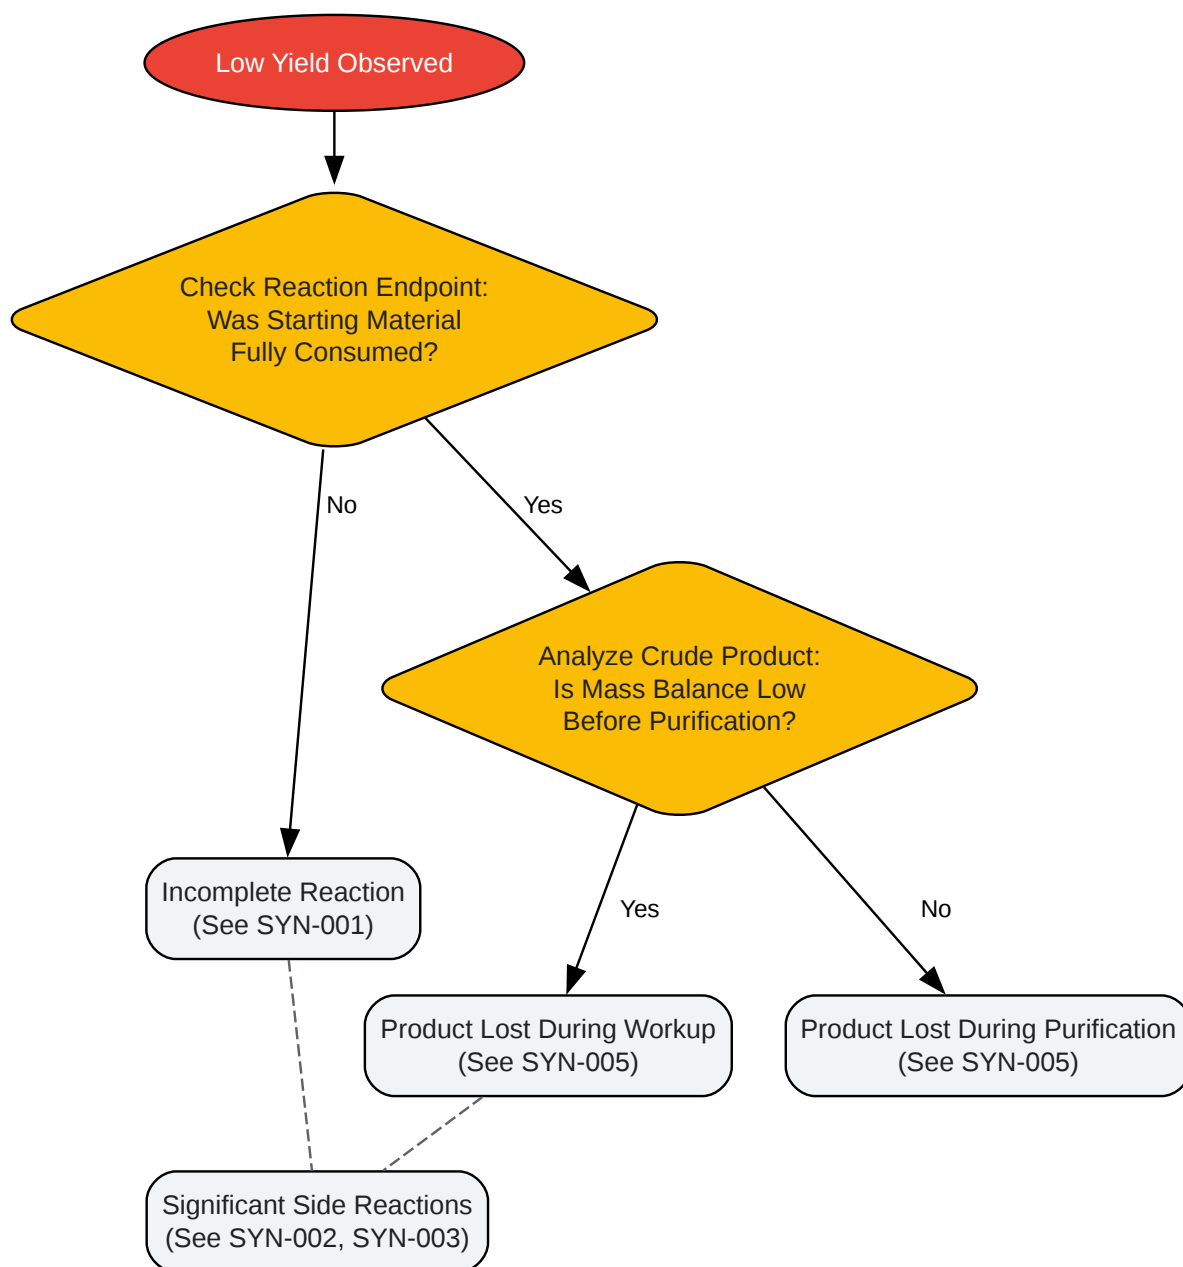 Low Yield Observed
Check Reaction Endpoint:
Was Starting Material
Fully Consumed?
No
Yes
Analyze Crude Product:
Is Mass Balance Low
Before Purification?
Incomplete Reaction
(See SYN-001)
Yes
No
Product Lost During Workup
(See SYN-005)
Product Lost During Purification
(See SYN-005)
Significant Side Reactions
(See SYN-002, SYN-003)